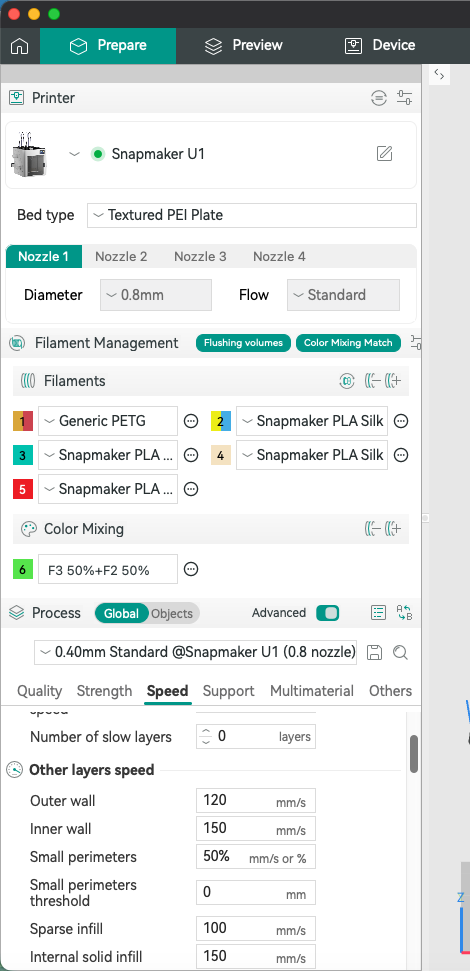 Prepare Preview Device
Printer
Snapmaker U1
Bed type Textured PEI Plate
Nozzle 1 Nozzle 2 Nozzle 3 Nozzle 4
Diameter 0.8mm Flow Standard
Filament Management Flushing volumes Color Mixing Match
Filaments
1 Generic PETG 2 Snapmaker PLA Silk
3 Snapmaker PLA ... 4 Snapmaker PLA Silk
5 Snapmaker PLA ...
Color Mixing
6 F3 50%+F2 50%
Process Global Objects Advanced
0.40mm Standard @Snapmaker U1 (0.8 nozzle)
Quality Strength Speed Support Multimaterial Others
speed
Number of slow layers 0 layers
Other layers speed
Outer wall 120 mm/s
Inner wall 150 mm/s
Small perimeters 50% mm/s or %
Small perimeters
threshold 0 mm
Sparse infill 100 mm/s
Internal solid infill 150 mm/s
Z